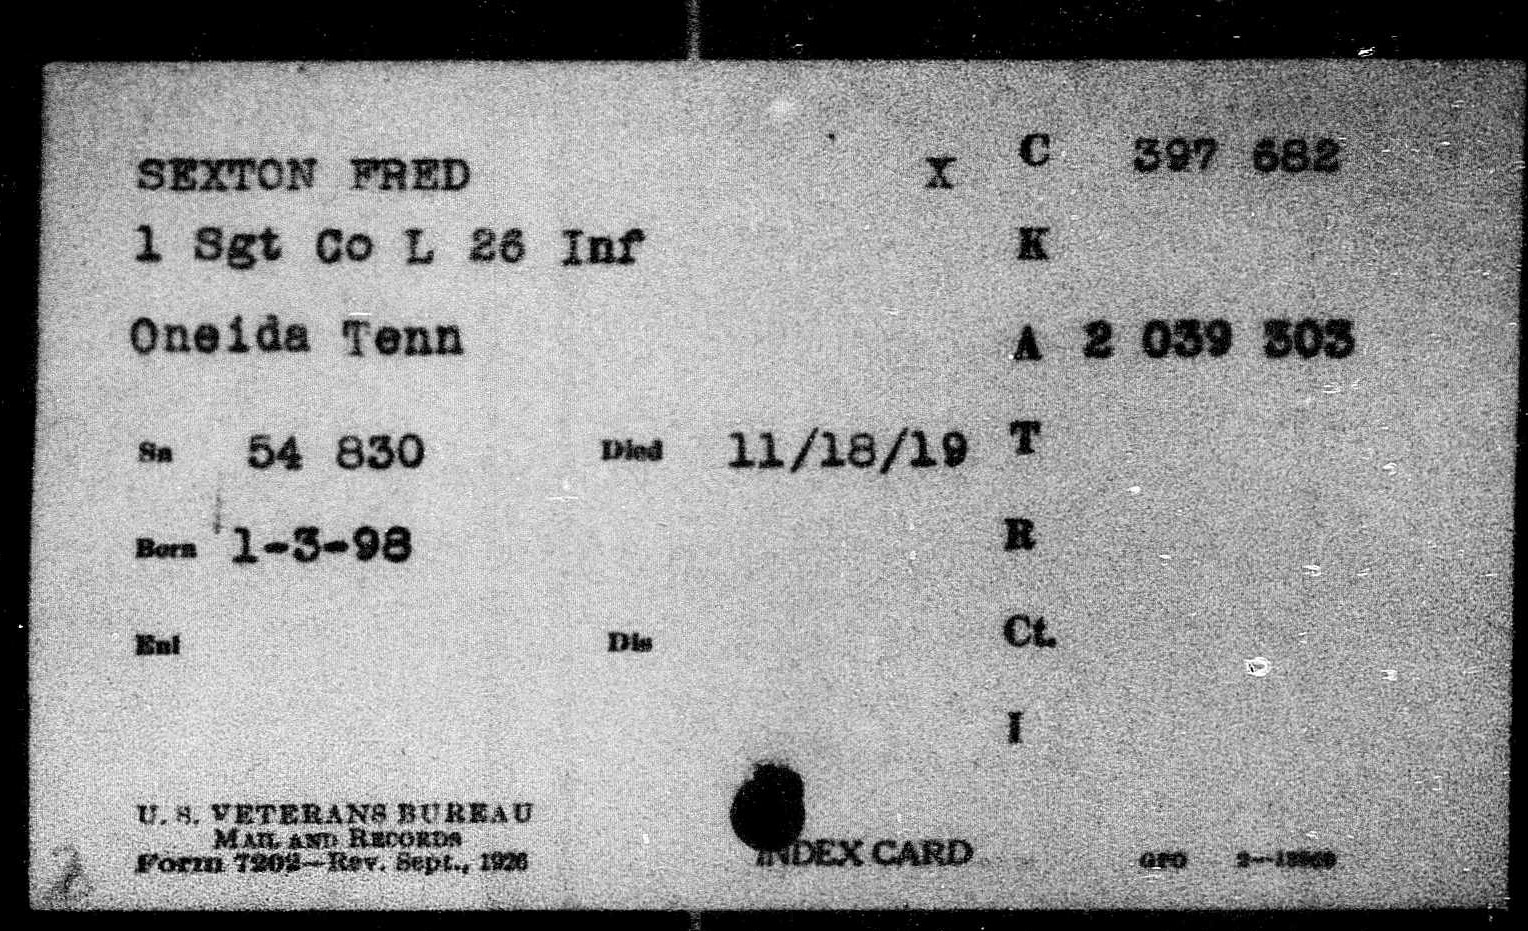 SEXTON FRED X C 397 682
1 Sgt Co L 26 Inf K
Oneida Tenn A 2 039 303
Sn 54 830 Died 11/18/19 T
Born 1-3-98 R
Enl Dis Ct.
I
U. S. VETERANS BUREAU
MAIL AND RECORDS
Form 7202—Rev. Sept., 1926 INDEX CARD GPO